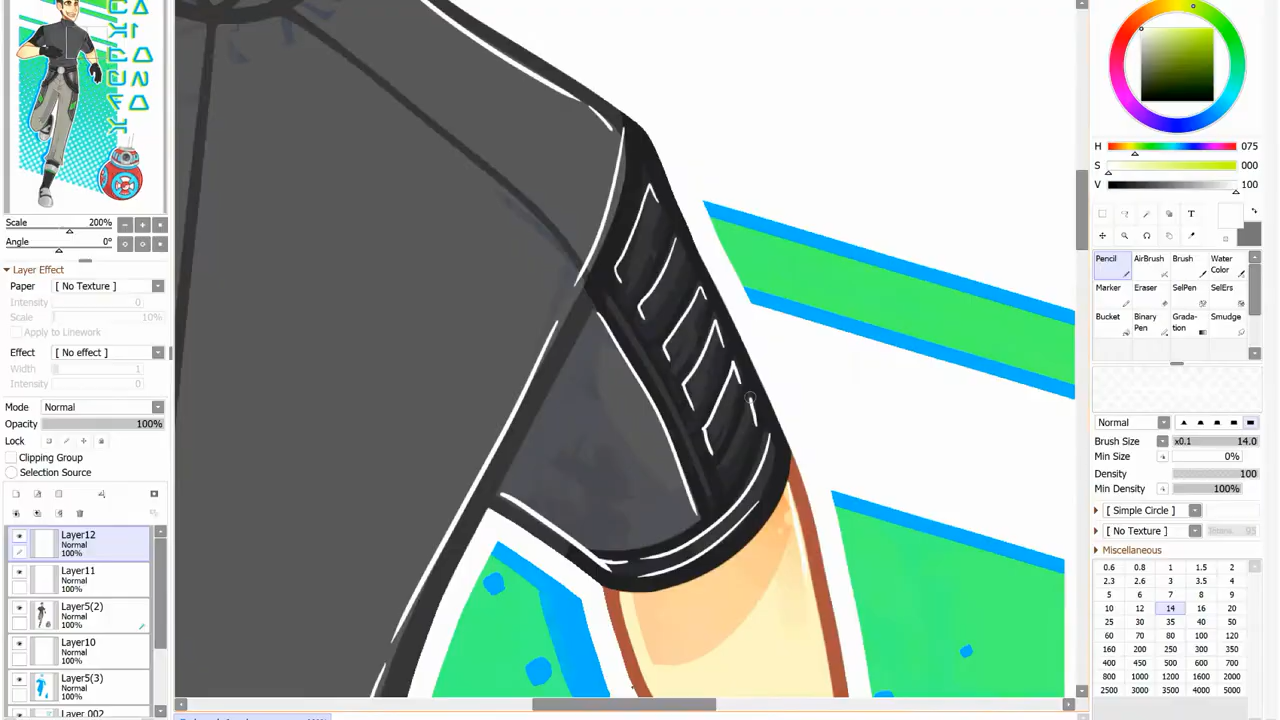 Scale 200%
Angle 0°
Layer Effect
Paper [ No Texture ]
Intensity 0
Scale 10%
Apply to Linework
Effect [ No effect ]
Width 1
Intensity 0
Mode Normal
Opacity 100%
Lock
Clipping Group
Selection Source
Layer12
Normal
100%
Layer11
Normal
100%
Layer5(2)
Normal
100%
Layer10
Normal
100%
Layer5(3)
Normal
100%
Layer 002
H 075
S 000
V 100
T
Pencil AirBrush Brush Water Color
Marker Eraser SelPen SelErs
Bucket Binary Pen Grada-tion Smudge
Normal
Brush Size x0.1 14.0
Min Size 0%
Density 100
Min Density 100%
[ Simple Circle ]
[ No Texture ] 95
Miscellaneous
0.6 0.8 1 1.5 2
2.3 2.6 3 3.5 4
5 6 7 8 9
10 12 14 16 20
25 30 35 40 50
60 70 80 100 120
160 200 250 300 350
400 450 500 600 700
800 1000 1200 1400 1600
2500 3000 3500 4000 5000